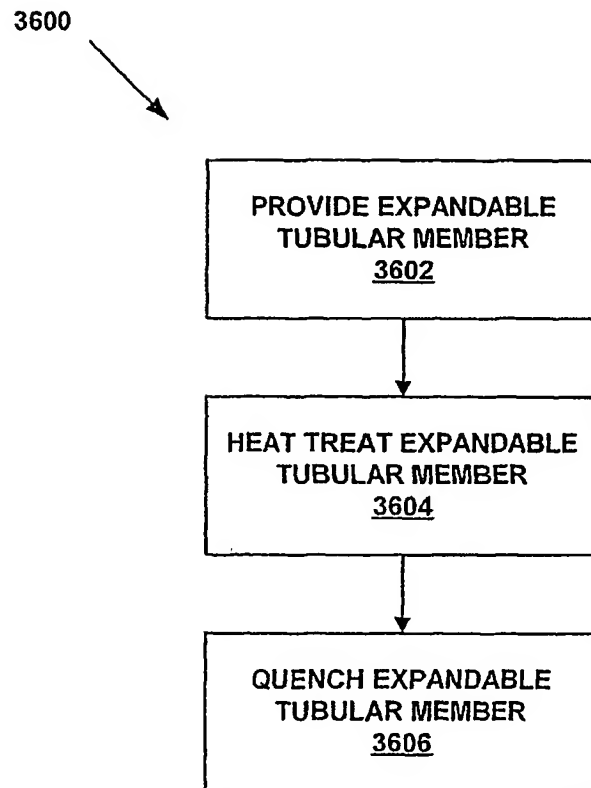 3600
PROVIDE EXPANDABLE
TUBULAR MEMBER
3602
HEAT TREAT EXPANDABLE
TUBULAR MEMBER
3604
QUENCH EXPANDABLE
TUBULAR MEMBER
3606